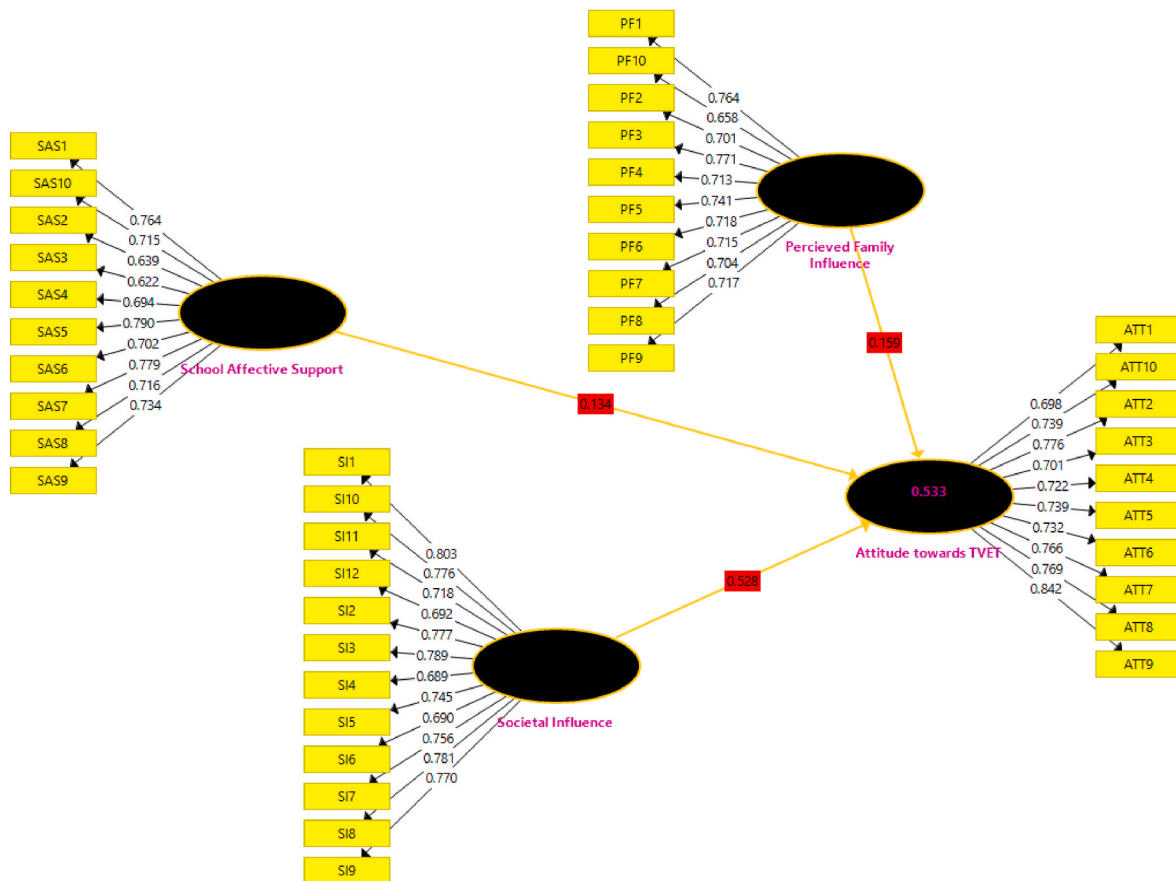 SAS1
SAS10
SAS2
SAS3
SAS4
SAS5
SAS6
SAS7
SAS8
SAS9
0.764
0.715
0.639
0.622
0.694
0.790
0.702
0.779
0.716
0.734
School Affective Support
PF1
PF10
PF2
PF3
PF4
PF5
PF6
PF7
PF8
PF9
0.764
0.658
0.701
0.771
0.713
0.741
0.718
0.715
0.704
0.717
Percieved Family
Influence
0.159
0.134
0.528
SI1
SI10
SI11
SI12
SI2
SI3
SI4
SI5
SI6
SI7
SI8
SI9
0.803
0.776
0.718
0.692
0.777
0.789
0.689
0.745
0.690
0.756
0.781
0.770
Societal Influence
0.533
Attitude towards TVET
0.698
0.739
0.776
0.701
0.722
0.739
0.732
0.766
0.769
0.842
ATT1
ATT10
ATT2
ATT3
ATT4
ATT5
ATT6
ATT7
ATT8
ATT9